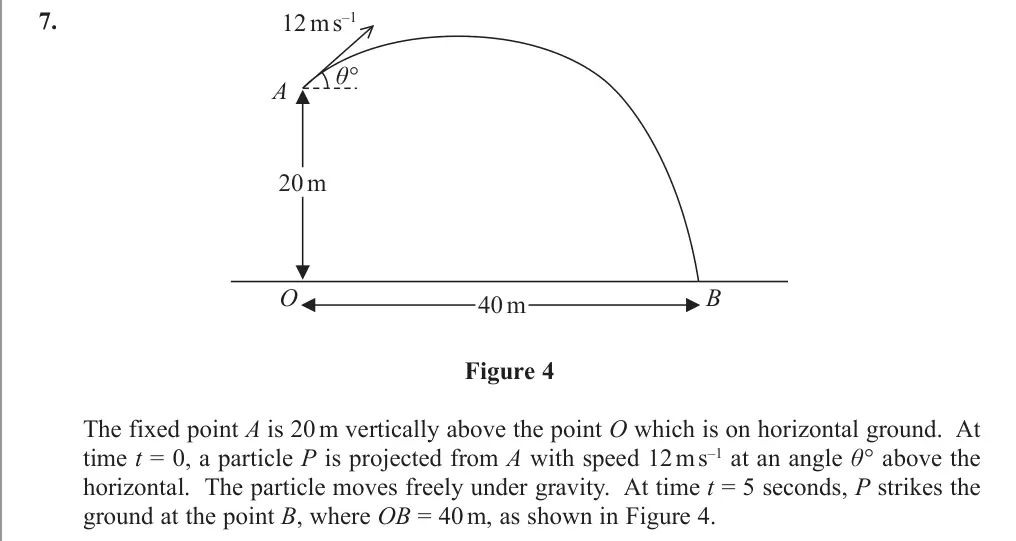 7.
12 m s⁻¹
θ°
A
20 m
O
40 m
B
Figure 4
The fixed point A is 20 m vertically above the point O which is on horizontal ground. At
time t = 0, a particle P is projected from A with speed 12 m s⁻¹ at an angle θ° above the
horizontal. The particle moves freely under gravity. At time t = 5 seconds, P strikes the
ground at the point B, where OB = 40 m, as shown in Figure 4.